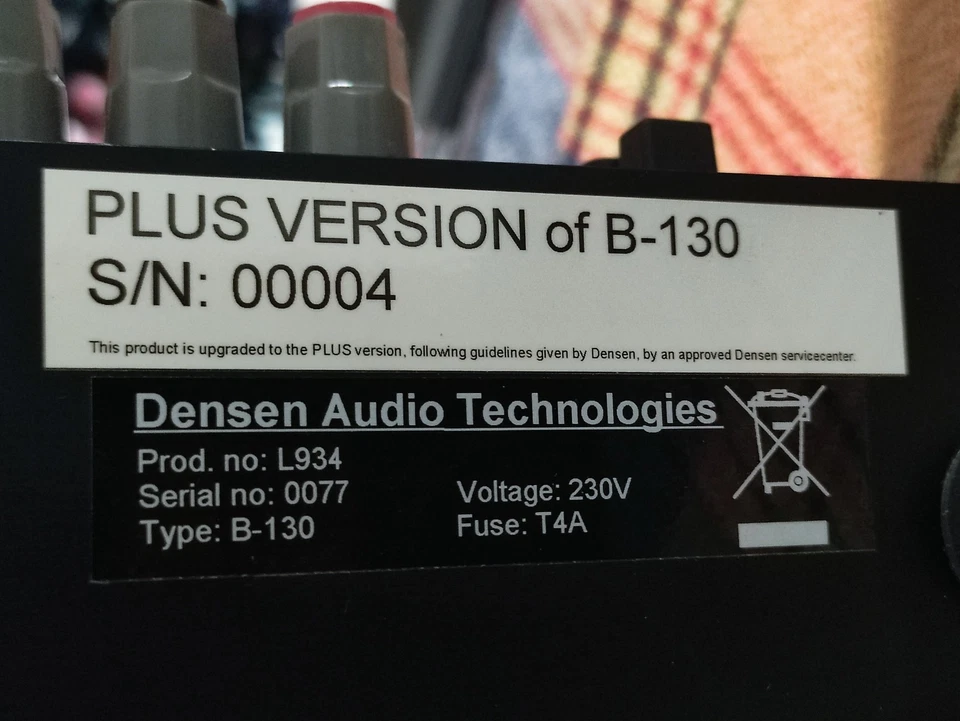 PLUS VERSION of B-130
S/N: 00004
This product is upgraded to the PLUS version, following guidelines given by Densen, by an approved Densen servicecenter.
Densen Audio Technologies
Prod. no: L934
Serial no: 0077
Voltage: 230V
Type: B-130
Fuse: T4A